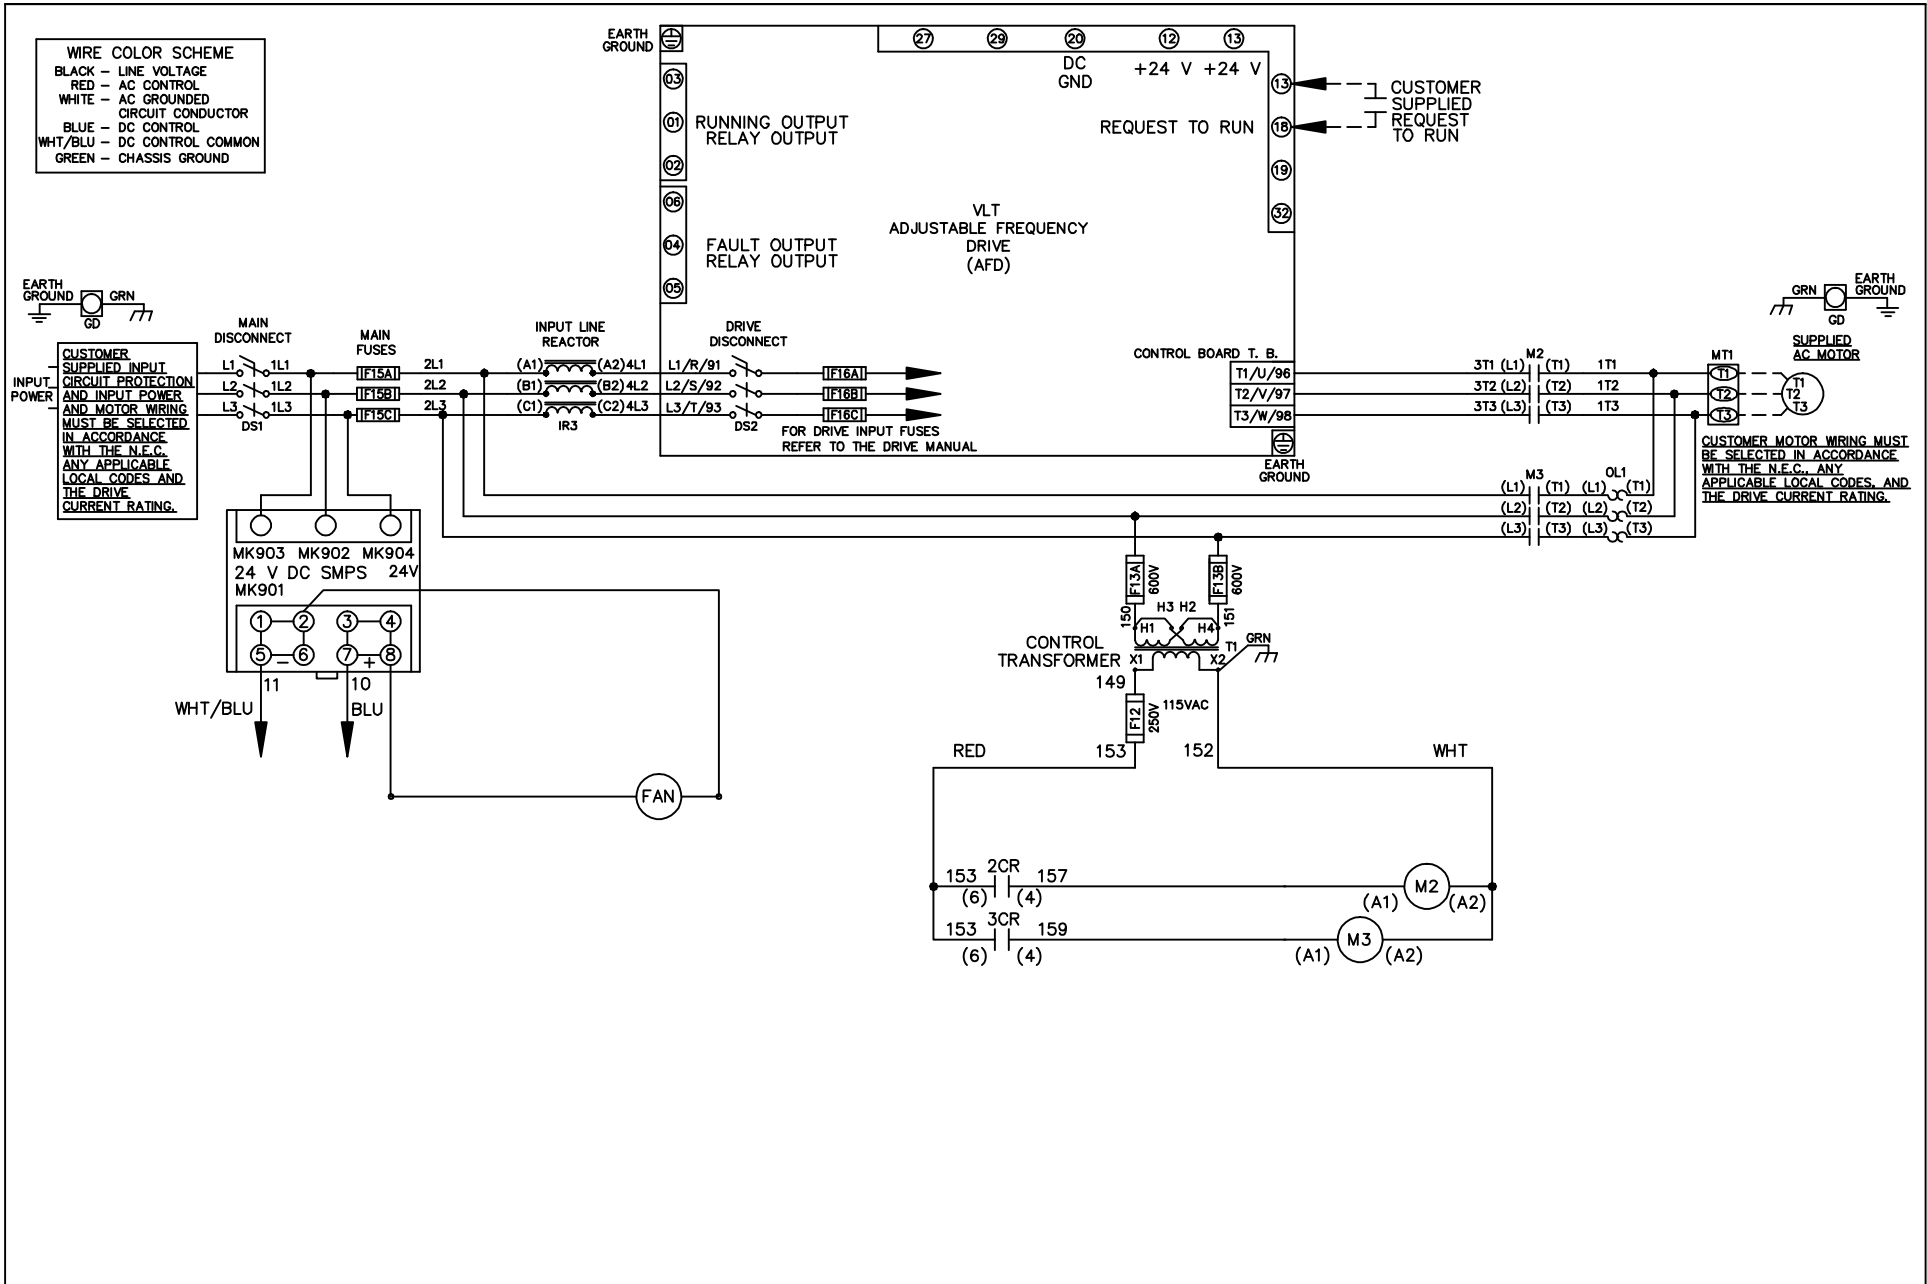 WIRE COLOR SCHEME
BLACK – LINE VOLTAGE
RED – AC CONTROL
WHITE – AC GROUNDED
CIRCUIT CONDUCTOR
BLUE – DC CONTROL
WHT/BLU – DC CONTROL COMMON
GREEN – CHASSIS GROUND
EARTH
GROUND
27 29 20 12 13
DC
GND
+24 V +24 V
03
01
02
RUNNING OUTPUT
RELAY OUTPUT
06
04
05
FAULT OUTPUT
RELAY OUTPUT
VLT
ADJUSTABLE FREQUENCY
DRIVE
(AFD)
REQUEST TO RUN
13
18
19
32
CUSTOMER
SUPPLIED
REQUEST
TO RUN
EARTH
GROUND
GRN
GD
INPUT
POWER
CUSTOMER
SUPPLIED INPUT
CIRCUIT PROTECTION
AND INPUT POWER
AND MOTOR WIRING
MUST BE SELECTED
IN ACCORDANCE
WITH THE N.E.C.
ANY APPLICABLE
LOCAL CODES AND
THE DRIVE
CURRENT RATING.
MAIN
DISCONNECT
L1 1L1
L2 1L2
L3 1L3
DS1
MAIN
FUSES
F15A 2L1
F15B 2L2
F15C 2L3
INPUT LINE
REACTOR
(A1) (A2) 4L1
(B1) (B2) 4L2
(C1) (C2) 4L3
IR3
DRIVE
DISCONNECT
L1/R/91
L2/S/92
L3/T/93
DS2
F16A
F16B
F16C
FOR DRIVE INPUT FUSES
REFER TO THE DRIVE MANUAL
CONTROL BOARD T. B.
T1/U/96
T2/V/97
T3/W/98
EARTH
GROUND
M2
3T1 (L1) (T1) 1T1
3T2 (L2) (T2) 1T2
3T3 (L3) (T3) 1T3
MT1
T1
T2
T3
GRN
GD
EARTH
GROUND
SUPPLIED
AC MOTOR
T1
T2
T3
CUSTOMER MOTOR WIRING MUST
BE SELECTED IN ACCORDANCE
WITH THE N.E.C., ANY
APPLICABLE LOCAL CODES, AND
THE DRIVE CURRENT RATING.
M3 OL1
(L1) (T1) (L1) (T1)
(L2) (T2) (L2) (T2)
(L3) (T3) (L3) (T3)
MK903 MK902 MK904
24 V DC SMPS 24V
MK901
1 2 3 4
5 – 6 7 + 8
11 10
WHT/BLU BLU
FAN
F13A 600V
F13B 600V
150 151
H3 H2
H1 H4
CONTROL
TRANSFORMER
X1 X2
T1
GRN
149
F12 250V
115VAC
RED 153 152 WHT
153 2CR 157
(6) (4)
M2
(A1) (A2)
153 3CR 159
(6) (4)
M3
(A1) (A2)